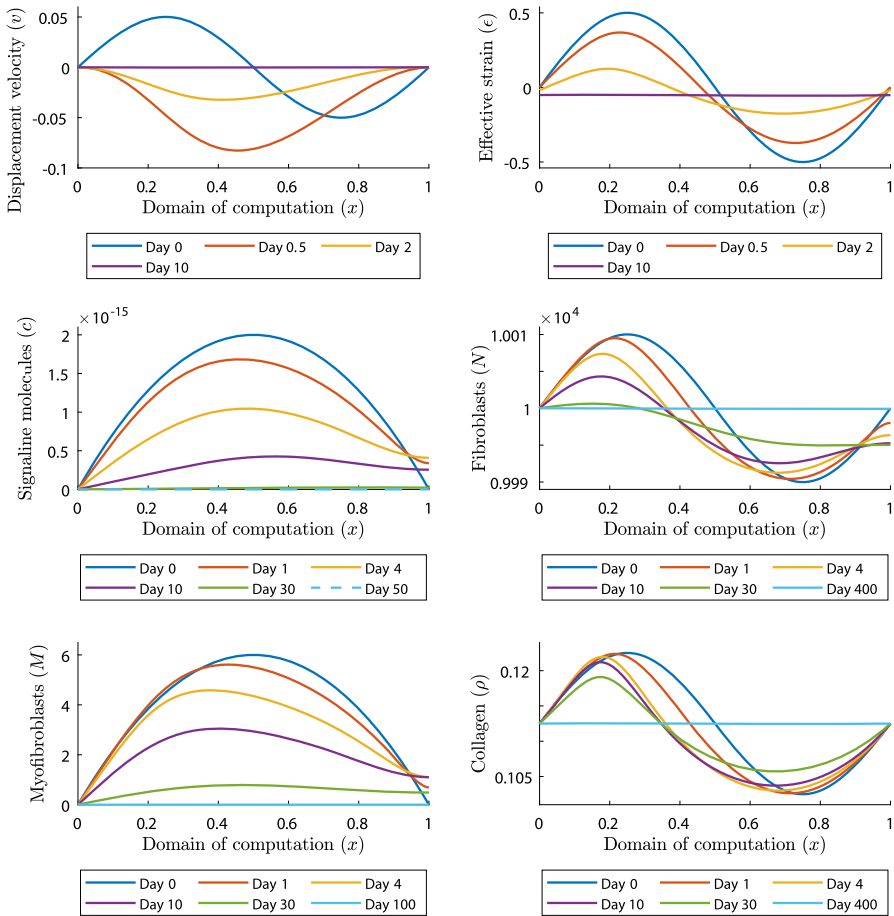 Displacement velocity (v)
0.05
0
-0.05
-0.1
0 0.2 0.4 0.6 0.8 1
Domain of computation (x)
Day 0 Day 0.5 Day 2
Day 10
Effective strain (ϵ)
0.5
0
-0.5
0 0.2 0.4 0.6 0.8 1
Domain of computation (x)
Day 0 Day 0.5 Day 2
Day 10
Signaline molecules (c)
×10-15
2
1.5
1
0.5
0
0 0.2 0.4 0.6 0.8 1
Domain of computation (x)
Day 0 Day 1 Day 4
Day 10 Day 30 Day 50
Fibroblasts (N)
×104
1.001
1
0.999
0 0.2 0.4 0.6 0.8 1
Domain of computation (x)
Day 0 Day 1 Day 4
Day 10 Day 30 Day 400
Myofibroblasts (M)
6
4
2
0
0 0.2 0.4 0.6 0.8 1
Domain of computation (x)
Day 0 Day 1 Day 4
Day 10 Day 30 Day 100
Collagen (ρ)
0.12
0.105
0 0.2 0.4 0.6 0.8 1
Domain of computation (x)
Day 0 Day 1 Day 4
Day 10 Day 30 Day 400